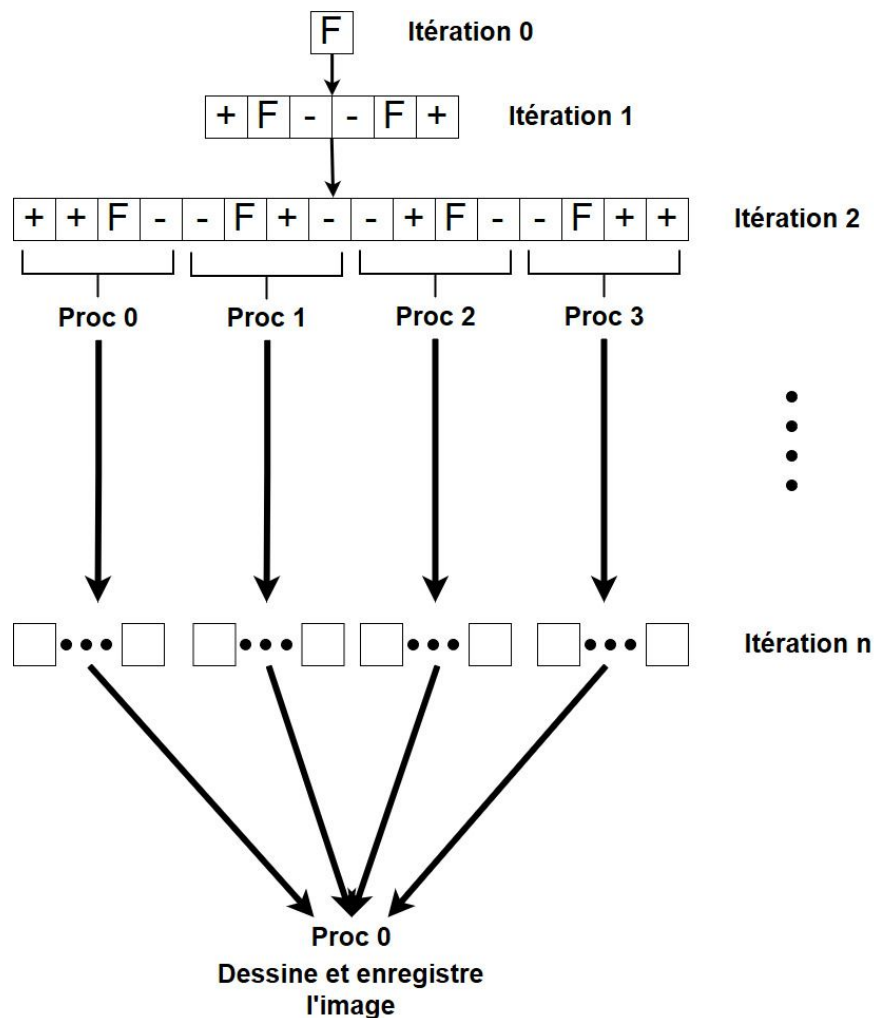 F Itération 0
+ F - - F + Itération 1
+ + F - - F + - - + F - - F + + Itération 2
Proc 0 Proc 1 Proc 2 Proc 3
Itération n
Proc 0
Dessine et enregistre
l'image